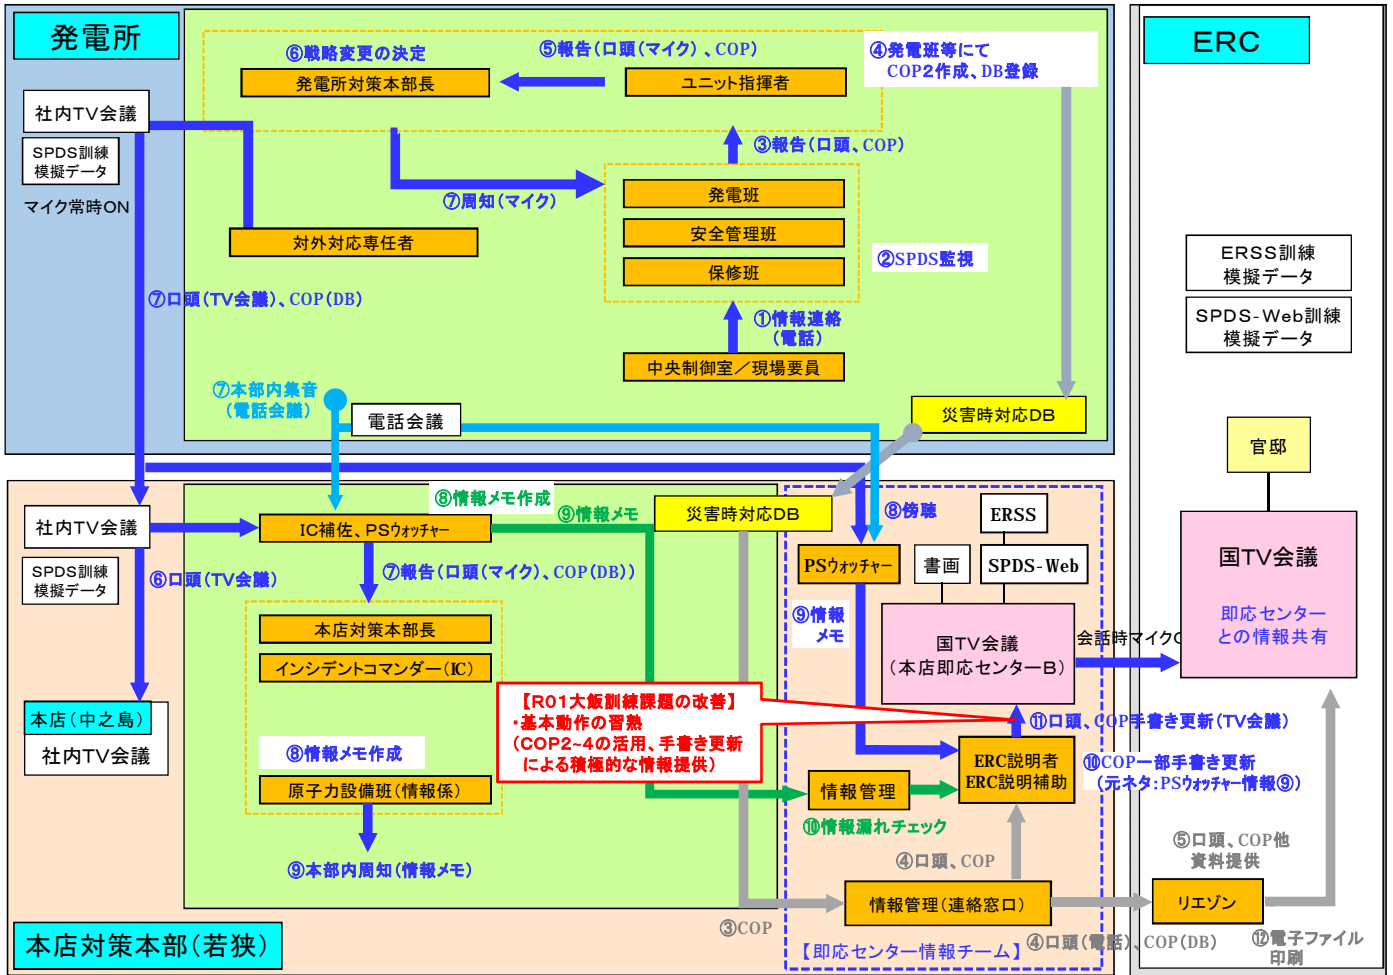 発電所
⑥戦略変更の決定
⑤報告（口頭（マイク）、COP）
④発電班等にて
COP2作成、DB登録
ERC
発電所対策本部長
ユニット指揮者
社内TV会議
SPDS訓練
模擬データ
マイク常時ON
③報告（口頭、COP）
⑦周知（マイク）
発電班
安全管理班
保修班
②SPDS監視
対外対応専任者
ERSS訓練
模擬データ
SPDS-Web訓練
模擬データ
⑦口頭（TV会議）、COP（DB）
①情報連絡
（電話）
中央制御室／現場要員
⑦本部内集音
（電話会議）
電話会議
災害時対応DB
官邸
⑧情報メモ作成
⑨情報メモ
災害時対応DB
⑧傍聴
ERSS
社内TV会議
IC補佐、PSウォッチャー
SPDS訓練
模擬データ
⑥口頭（TV会議）
⑦報告（口頭（マイク）、COP（DB））
PSウォッチャー
書画
SPDS-Web
国TV会議
即応センター
との情報共有
⑨情報
メモ
本店対策本部長
インシデントコマンダー（IC）
国TV会議
（本店即応センターB）
会話時マイクO
【R01大飯訓練課題の改善】
・基本動作の習熟
（COP2~4の活用、手書き更新
による積極的な情報提供）
本店（中之島）
社内TV会議
⑪口頭、COP手書き更新（TV会議）
⑧情報メモ作成
原子力設備班（情報係）
ERC説明者
ERC説明補助
⑩COP一部手書き更新
（元ネタ：PSウォッチャー情報⑨）
情報管理
⑩情報漏れチェック
⑨本部内周知（情報メモ）
④口頭、COP
⑤口頭、COP他
資料提供
情報管理（連絡窓口）
リエゾン
③COP
本店対策本部（若狭）
【即応センター情報チーム】
④口頭（電話）、COP（DB）
⑫電子ファイル
印刷